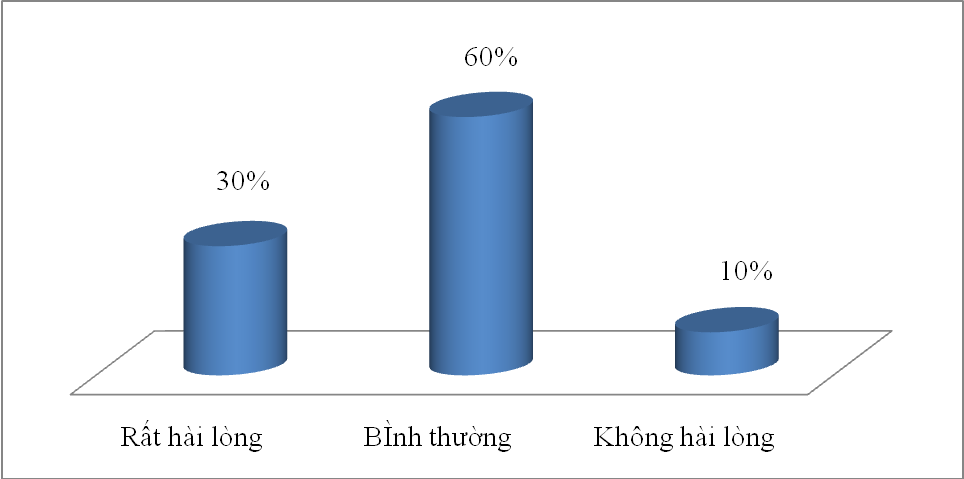 60%
30%
10%
Rất hài lòng
BÌnh thường
Không hài lòng